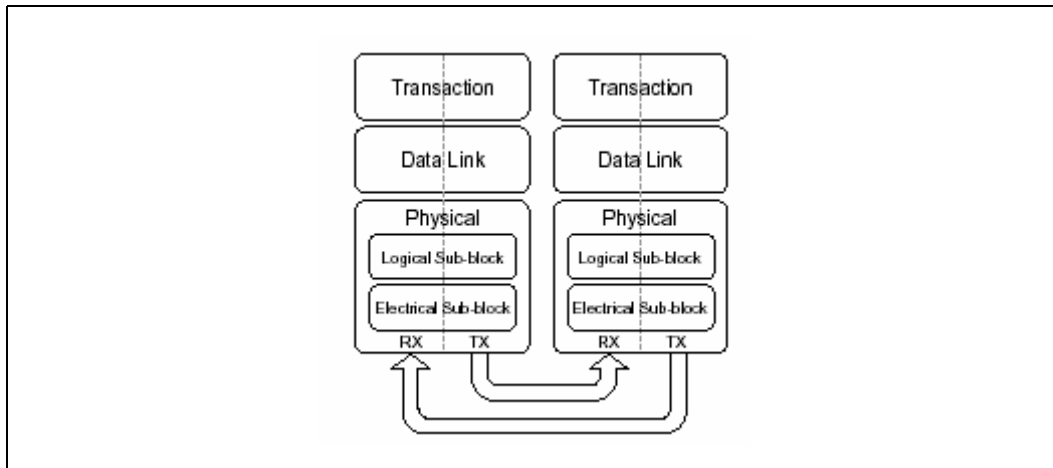 Transaction
Transaction
Data Link
Data Link
Physical
Physical
Logical Sub-block
Logical Sub-block
Electrical Sub-block
Electrical Sub-block
RX TX
RX TX